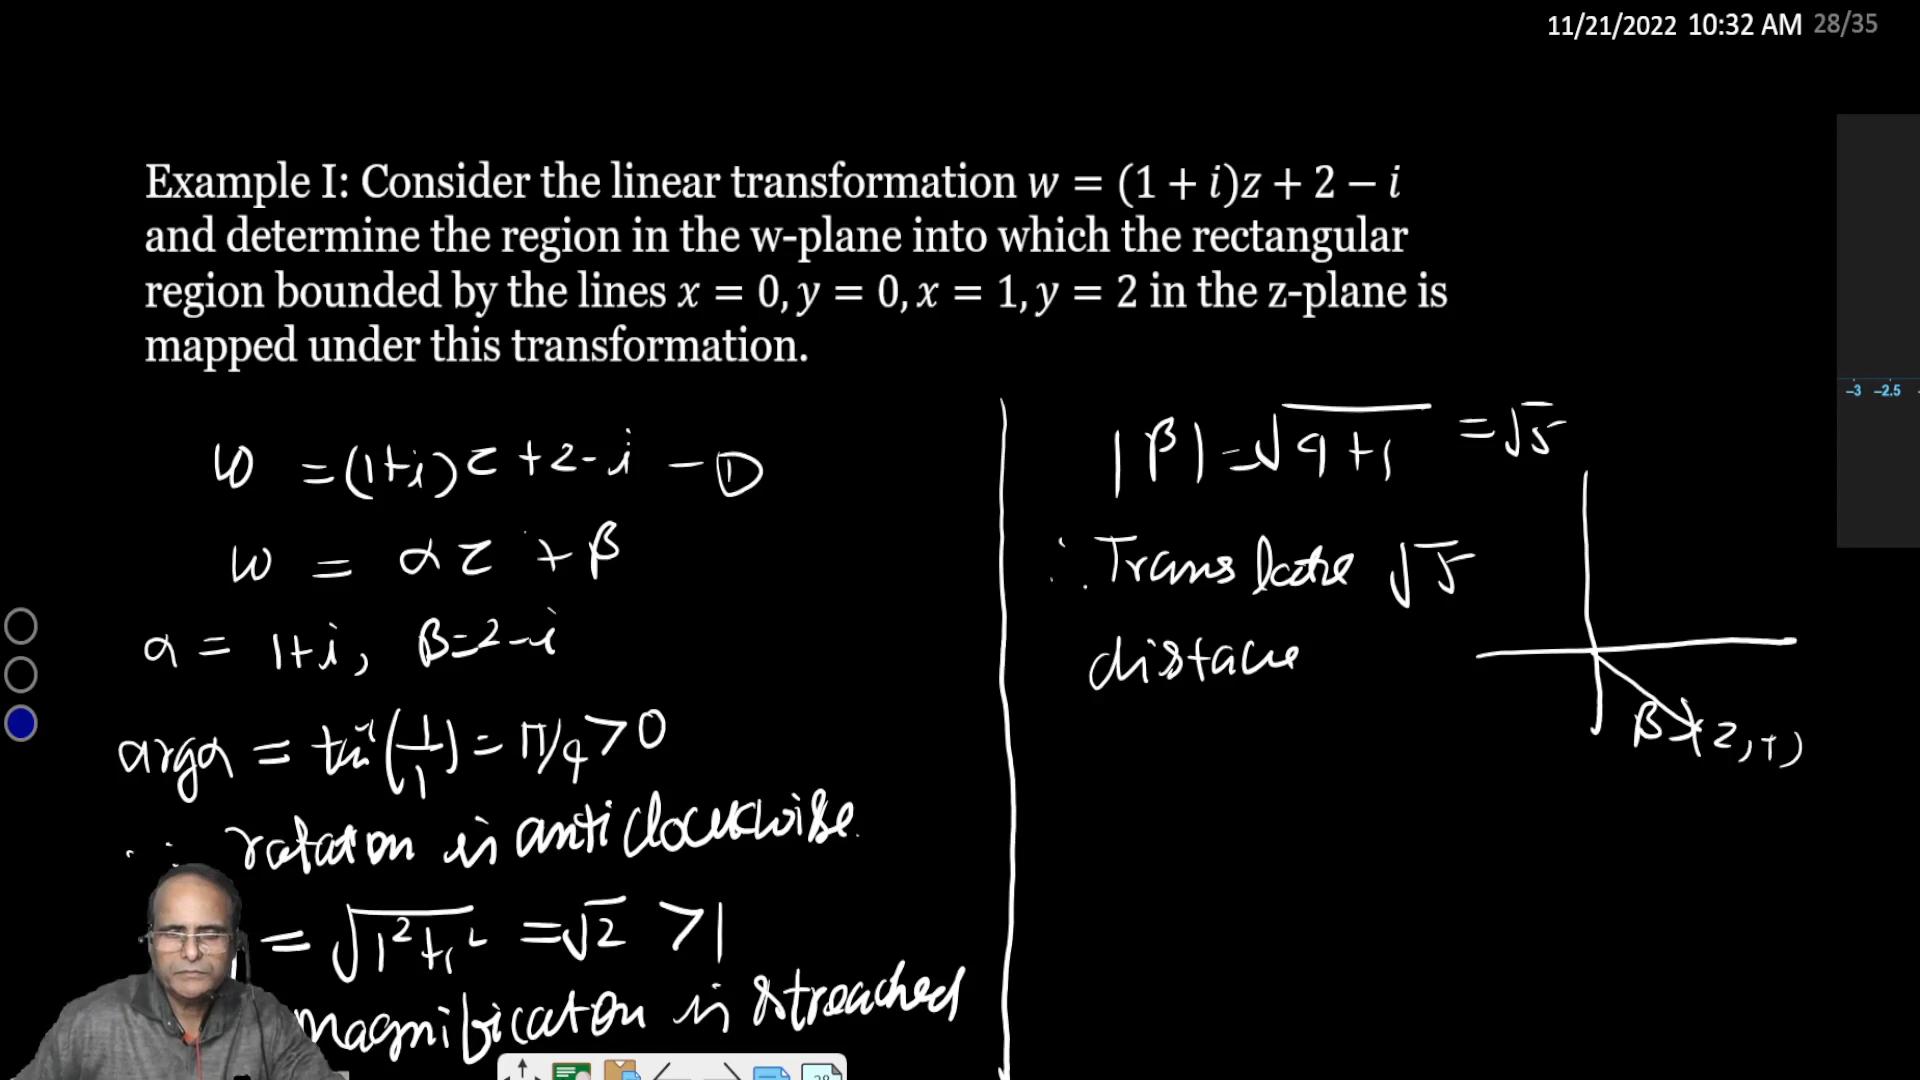 11/21/2022 10:32 AM 28/35
Example I: Consider the linear transformation w = (1 + i)z + 2 − i
and determine the region in the w-plane into which the rectangular
region bounded by the lines x = 0, y = 0, x = 1, y = 2 in the z-plane is
mapped under this transformation.
w = (1+i)z + 2 - i — ①
w = αz + β
α = 1+i, β = 2-i
arg α = tan⁻¹(1/1) = π/4 > 0
∴ rotation is anticlockwise.
= √1²+1² = √2 > 1
magnification is streached
|β| = √4+1 = √5
∴ Translate √5
distance
β (2,-1)
-3 -2.5
28